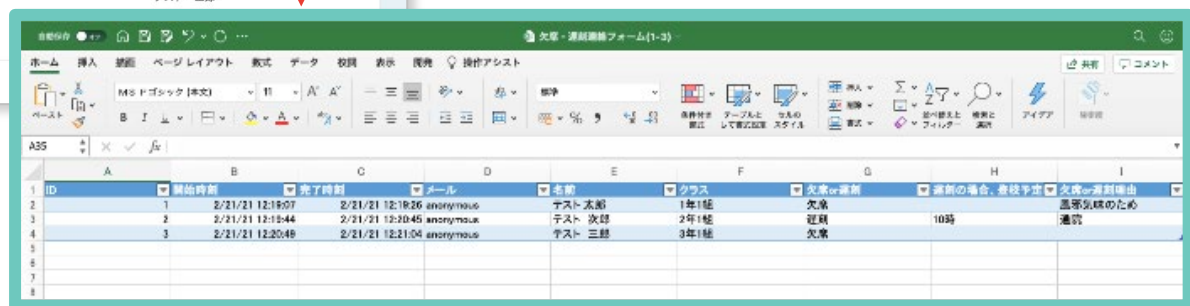 自動保存 オフ
欠席・遅刻連絡フォーム(1-3)
ホーム 挿入 描画 ページ レイアウト 数式 データ 校閲 表示 開発 操作アシスト 共有 コメント
ペースト
MS Pゴシック (本文) 11 標準
B I U
条件付き書式 テーブルとして書式設定 セルのスタイル
挿入 削除 書式
並べ替えとフィルター 検索と選択 アイデア
A35 fx
A B C D E F G H I
1 ID 開始時刻 完了時刻 メール 名前 クラス 欠席or遅刻 遅刻の場合、登校予定 欠席or遅刻理由
2 1 2/21/21 12:19:07 2/21/21 12:19:26 anonymous テスト 太郎 1年1組 欠席 風邪気味のため
3 2 2/21/21 12:19:44 2/21/21 12:20:45 anonymous テスト 次郎 2年1組 遅刻 10時 通院
4 3 2/21/21 12:20:49 2/21/21 12:21:04 anonymous テスト 三郎 3年1組 欠席
5
6
7
8